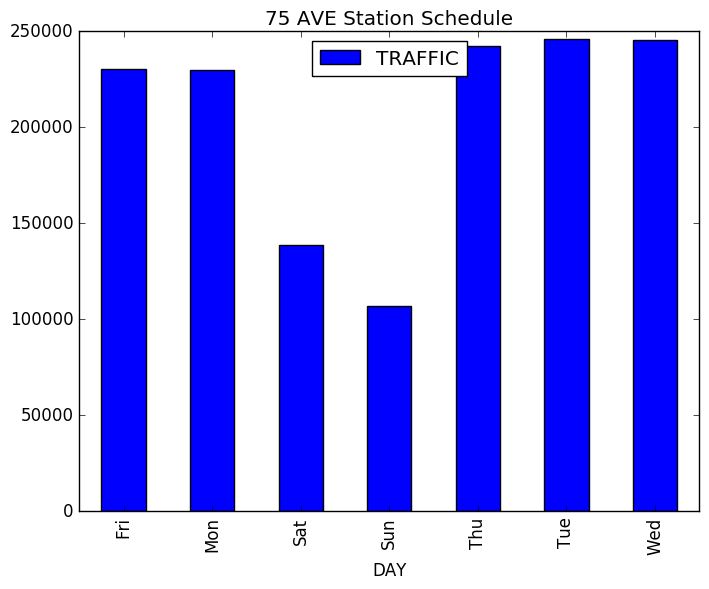 75 AVE Station Schedule
250000
200000
150000
100000
50000
0
TRAFFIC
Fri
Mon
Sat
Sun
Thu
Tue
Wed
DAY